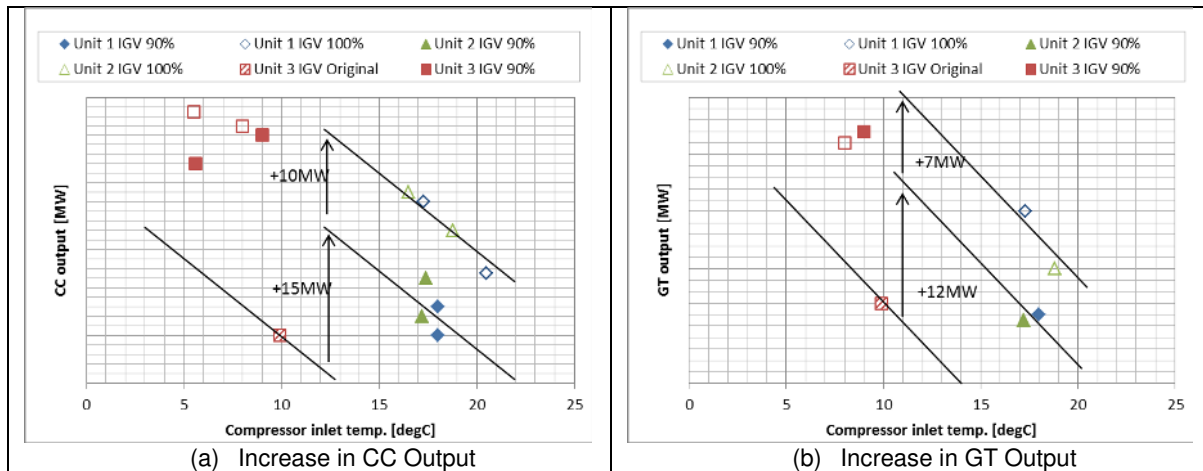 Unit 1 IGV 90% Unit 1 IGV 100% Unit 2 IGV 90%
Unit 2 IGV 100% Unit 3 IGV Original Unit 3 IGV 90%
CC output [MW]
+10MW
+15MW
0 5 10 15 20 25
Compressor inlet temp. [degC]
(a) Increase in CC Output
Unit 1 IGV 90% Unit 1 IGV 100% Unit 2 IGV 90%
Unit 2 IGV 100% Unit 3 IGV Original Unit 3 IGV 90%
GT output [MW]
+7MW
+12MW
0 5 10 15 20 25
Compressor inlet temp. [degC]
(b) Increase in GT Output